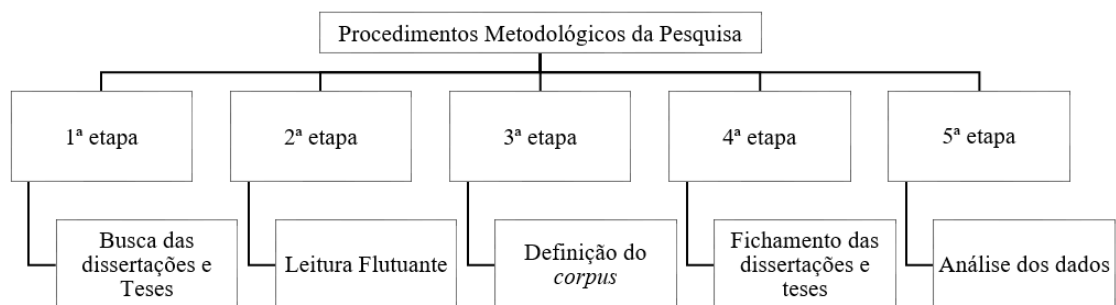 Procedimentos Metodológicos da Pesquisa
1ª etapa
2ª etapa
3ª etapa
4ª etapa
5ª etapa
Busca das
dissertações e
Teses
Leitura Flutuante
Definição do
corpus
Fichamento das
dissertações e
teses
Análise dos dados